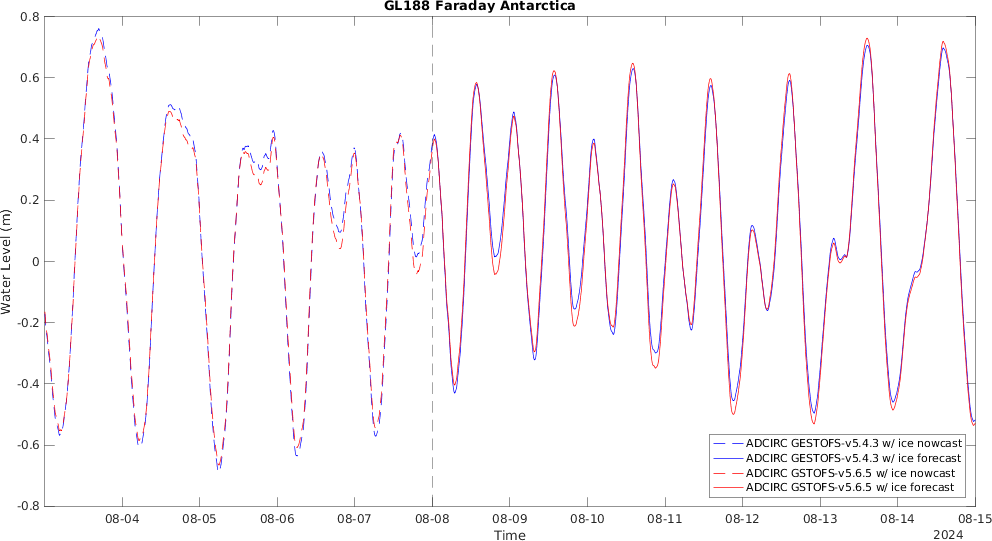 GL188 Faraday Antarctica
0.8
0.6
0.4
0.2
0
-0.2
-0.4
-0.6
-0.8
Water Level (m)
ADCIRC GESTOFS-v5.4.3 w/ ice nowcast
ADCIRC GESTOFS-v5.4.3 w/ ice forecast
ADCIRC GSTOFS-v5.6.5 w/ ice nowcast
ADCIRC GSTOFS-v5.6.5 w/ ice forecast
08-04 08-05 08-06 08-07 08-08 08-09 08-10 08-11 08-12 08-13 08-14 08-15
Time
2024